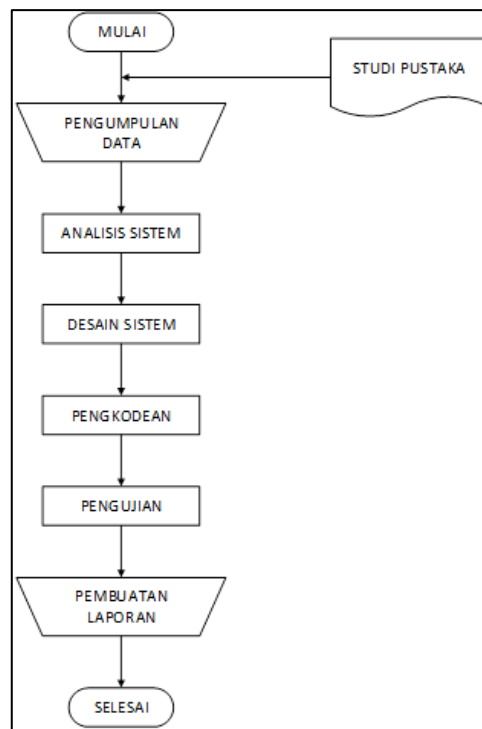 MULAI
STUDI PUSTAKA
PENGUMPULAN
DATA
ANALISIS SISTEM
DESAIN SISTEM
PENGKODEAN
PENGUJIAN
PEMBUATAN
LAPORAN
SELESAI